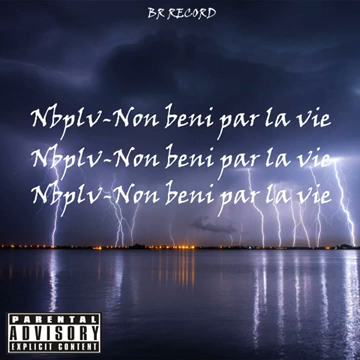 BR RECORD
Nbplv-Non beni par la vie
Nbplv-Non beni par la vie
Nbplv-Non beni par la vie
PARENTAL
ADVISORY
EXPLICIT CONTENT